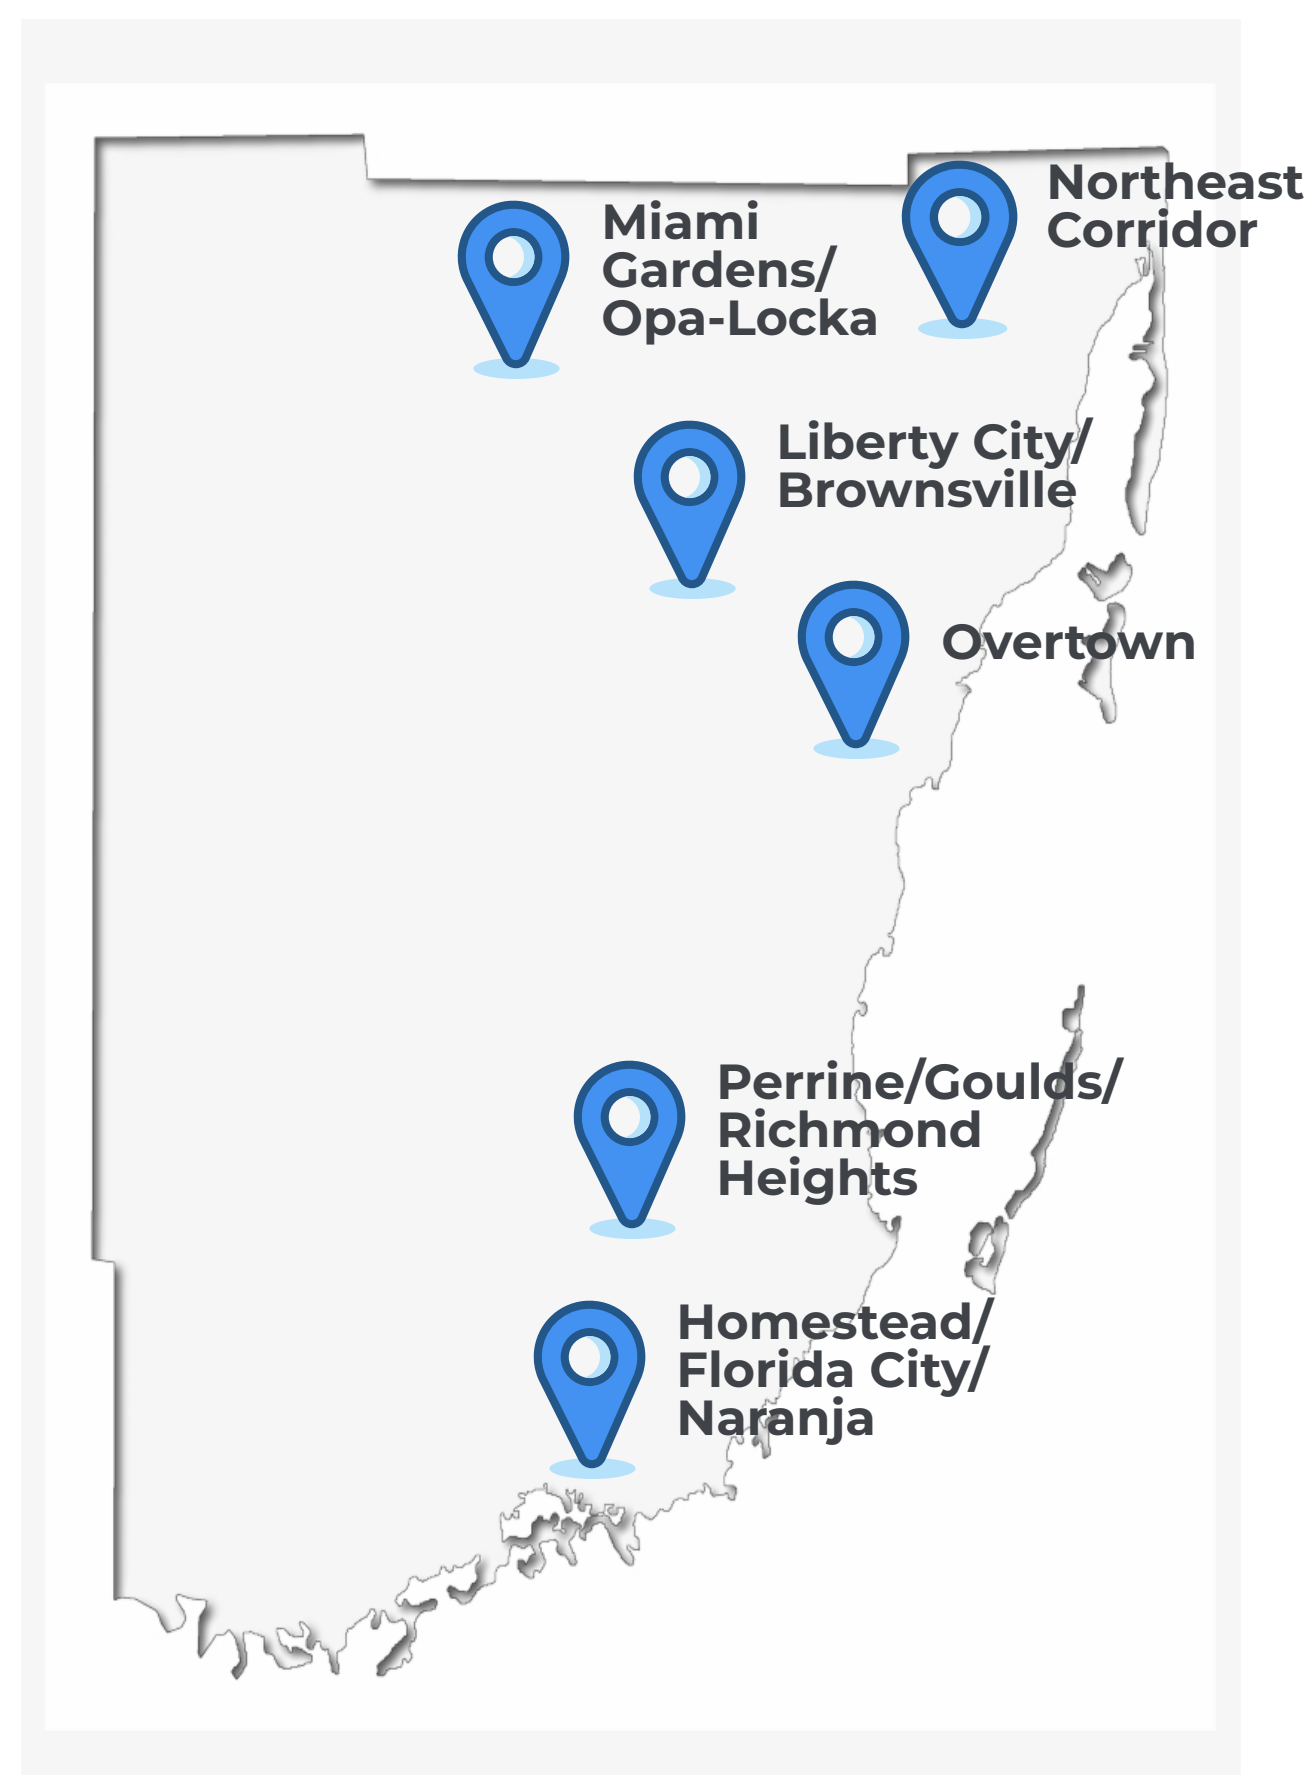 Northeast
Corridor
Miami
Gardens/
Opa-Locka
Liberty City/
Brownsville
Overtown
Perrine/Goulds/
Richmond
Heights
Homestead/
Florida City/
Naranja